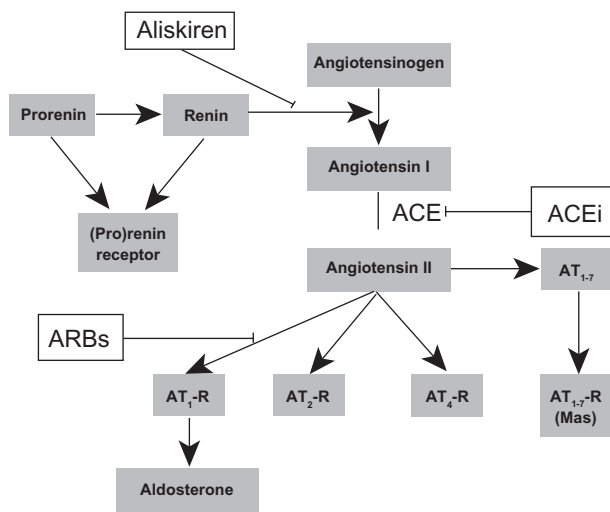 Aliskiren
Angiotensinogen
Prorenin
Renin
Angiotensin I
(Pro)renin
receptor
ACE
ACEi
Angiotensin II
AT₁₋₇
ARBs
AT₁-R
AT₂-R
AT₄-R
AT₁₋₇-R
(Mas)
Aldosterone